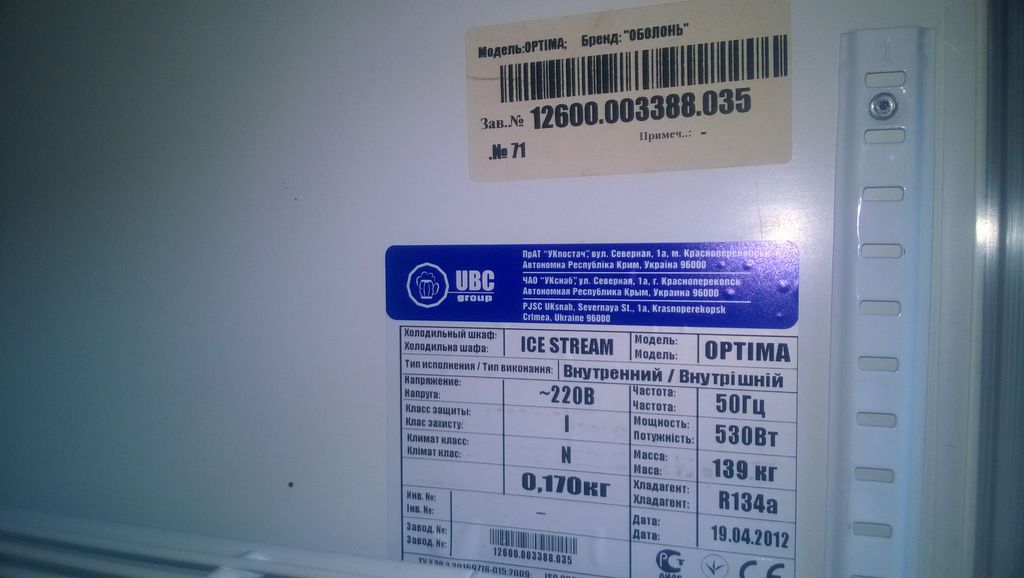 Модель:OPTIMA; Бренд: "ОБОЛОНЬ"
Зав..№ 12600.003388.035
Примеч..: -
.№ 71
UBC group
ПрАТ "УКпостач", вул. Северная, 1а, м. Красноперекопськ
Автономна Республіка Крим, Україна 96000
ЧАО "УКснаб", ул. Северная, 1а, г. Красноперекопск
Автономная Республика Крым, Украина 96000
PJSC UKsnab, Severnaya St., 1a, Krasnoperekopsk
Crimea, Ukraine 96000
Холодильный шкаф:
Холодильна шафа:
ICE STREAM
Модель:
Модель:
OPTIMA
Тип исполнения / Тип виконання: Внутренний / Внутрішній
Напряжение:
Напруга:
~220В
Частота:
Частота:
50Гц
Класс защиты:
Клас захисту:
I
Мощность:
Потужність:
530Вт
Климат класс:
Клімат клас:
N
Масса:
Маса:
139 кг
0,170кг
Хладагент:
Хладагент:
R134a
Инв. №:
Інв. №:
–
Дата:
Дата:
19.04.2012
Завод. №:
Завод. №:
12600.003388.035
РС
СЄ